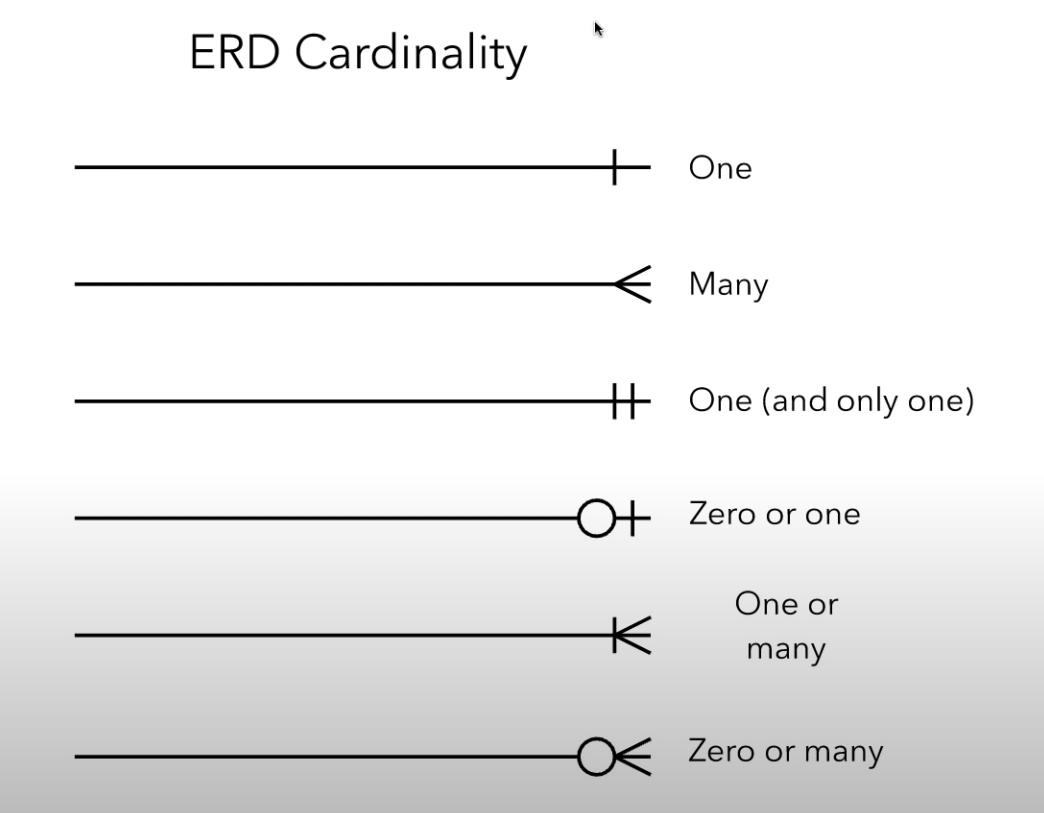 ERD Cardinality
One
Many
One (and only one)
Zero or one
One or
many
Zero or many